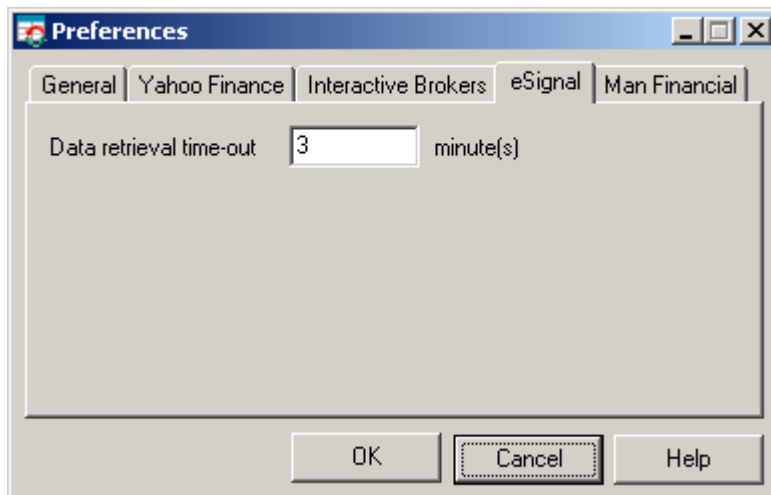 Preferences
General Yahoo Finance Interactive Brokers eSignal Man Financial
Data retrieval time-out 3 minute(s)
OK Cancel Help